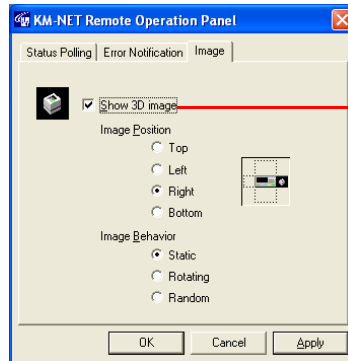 KM-NET Remote Operation Panel
Status Polling Error Notification Image
Show 3D image
Image Position
Top
Left
Right
Bottom
Image Behavior
Static
Rotating
Random
OK Cancel Apply